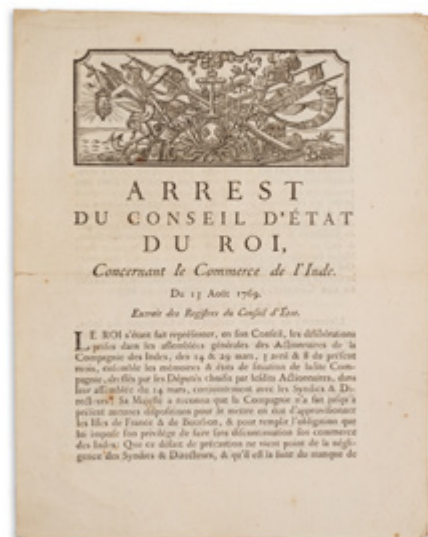 ARREST
DU CONSEIL D'ÉTAT
DU ROI,
Concernant le Commerce de l'Inde.
Du 13 Août 1769.
Extrait des Registres du Conseil d'État.
LE ROI s'étant fait représenter, en son Conseil, les délibérations
prises dans les assemblées générales des Actionnaires de la
Compagnie des Indes, des 14 & 29 mars, 3 avril & 8 du présent
mois, ensemble les mémoires & états de situation de ladite Com-
pagnie, dressés par les Députés choisis par lesdits Actionnaires, dans
leur assemblée du 14 mars, conjointement avec les Syndics & Di-
recteurs; Sa Majesté a reconnu que la Compagnie n'a fait jusqu'à
présent aucunes dispositions pour se mettre en état d'approvisionner
les Isles de France & de Bourbon, & pour remplir l'obligation que
lui impose son privilège de faire sans discontinuation son commerce
des Indes; Que ce défaut de précaution ne vient point de la négli-
gence des Syndics & Directeurs, & qu'il est la suite du manque de